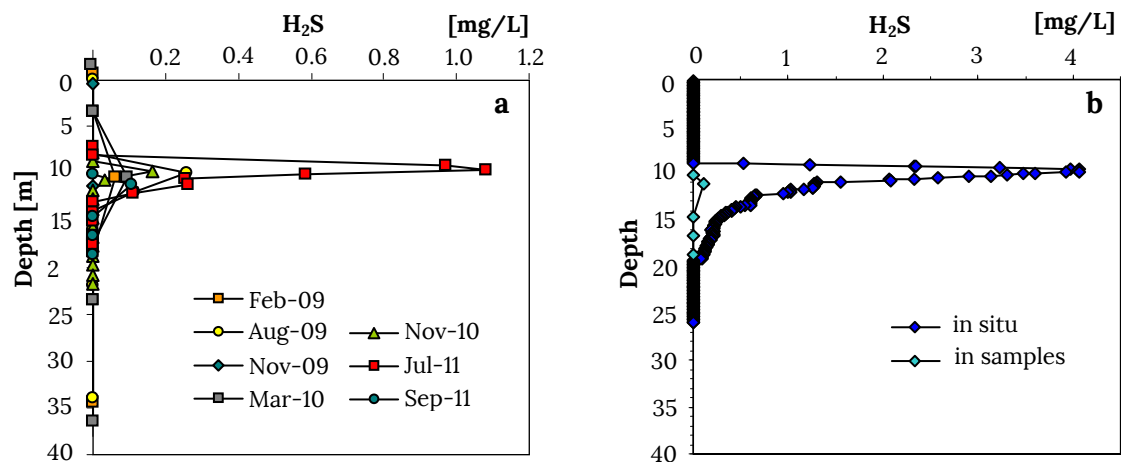 H₂S [mg/L]
0.2 0.4 0.6 0.8 1.0 1.2
a
0
5
10
15
2
25
30
35
40
Depth [m]
Feb-09
Aug-09
Nov-09
Mar-10
Nov-10
Jul-11
Sep-11
H₂S [mg/L]
0 1 2 3 4
b
0
5
10
15
20
25
30
35
40
Depth
in situ
in samples